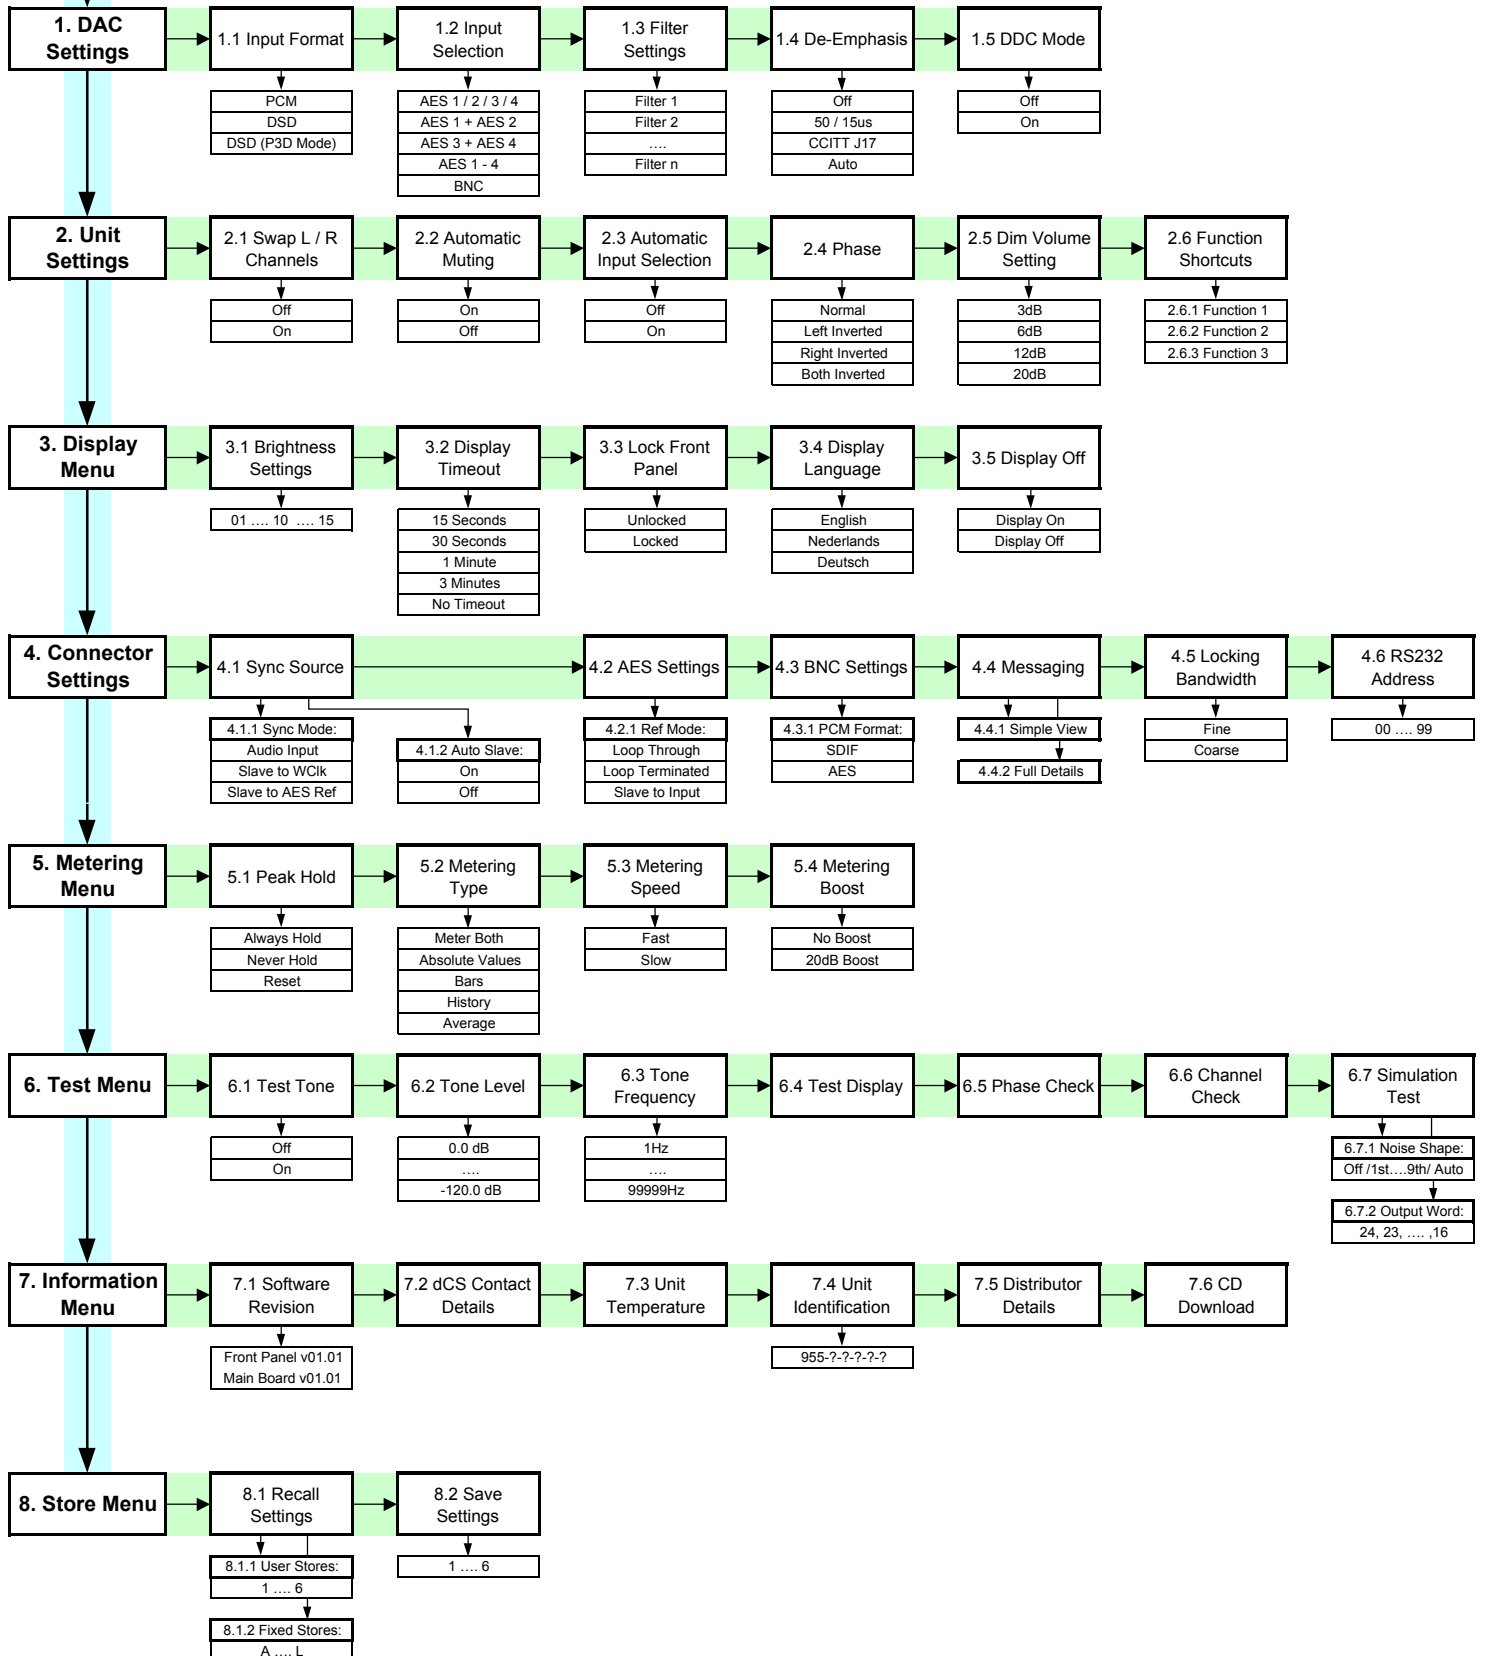 1. DAC
Settings
1.1 Input Format
1.2 Input
Selection
1.3 Filter
Settings
1.4 De-Emphasis
1.5 DDC Mode
PCM
DSD
DSD (P3D Mode)
AES 1 / 2 / 3 / 4
AES 1 + AES 2
AES 3 + AES 4
AES 1 - 4
BNC
Filter 1
Filter 2
....
Filter n
Off
50 / 15us
CCITT J17
Auto
Off
On
2. Unit
Settings
2.1 Swap L / R
Channels
2.2 Automatic
Muting
2.3 Automatic
Input Selection
2.4 Phase
2.5 Dim Volume
Setting
2.6 Function
Shortcuts
Off
On
On
Off
Off
On
Normal
Left Inverted
Right Inverted
Both Inverted
3dB
6dB
12dB
20dB
2.6.1 Function 1
2.6.2 Function 2
2.6.3 Function 3
3. Display
Menu
3.1 Brightness
Settings
3.2 Display
Timeout
3.3 Lock Front
Panel
3.4 Display
Language
3.5 Display Off
01 .... 10 .... 15
15 Seconds
30 Seconds
1 Minute
3 Minutes
No Timeout
Unlocked
Locked
English
Nederlands
Deutsch
Display On
Display Off
4. Connector
Settings
4.1 Sync Source
4.2 AES Settings
4.3 BNC Settings
4.4 Messaging
4.5 Locking
Bandwidth
4.6 RS232
Address
4.1.1 Sync Mode:
Audio Input
Slave to WClk
Slave to AES Ref
4.1.2 Auto Slave:
On
Off
4.2.1 Ref Mode:
Loop Through
Loop Terminated
Slave to Input
4.3.1 PCM Format:
SDIF
AES
4.4.1 Simple View
4.4.2 Full Details
Fine
Coarse
00 .... 99
5. Metering
Menu
5.1 Peak Hold
5.2 Metering
Type
5.3 Metering
Speed
5.4 Metering
Boost
Always Hold
Never Hold
Reset
Meter Both
Absolute Values
Bars
History
Average
Fast
Slow
No Boost
20dB Boost
6. Test Menu
6.1 Test Tone
6.2 Tone Level
6.3 Tone
Frequency
6.4 Test Display
6.5 Phase Check
6.6 Channel
Check
6.7 Simulation
Test
Off
On
0.0 dB
....
-120.0 dB
1Hz
....
99999Hz
6.7.1 Noise Shape:
Off /1st....9th/ Auto
6.7.2 Output Word:
24, 23, .... ,16
7. Information
Menu
7.1 Software
Revision
7.2 dCS Contact
Details
7.3 Unit
Temperature
7.4 Unit
Identification
7.5 Distributor
Details
7.6 CD
Download
Front Panel v01.01
Main Board v01.01
955-?-?-?-?-?
8. Store Menu
8.1 Recall
Settings
8.2 Save
Settings
8.1.1 User Stores:
1 .... 6
8.1.2 Fixed Stores:
A .... L
1 .... 6